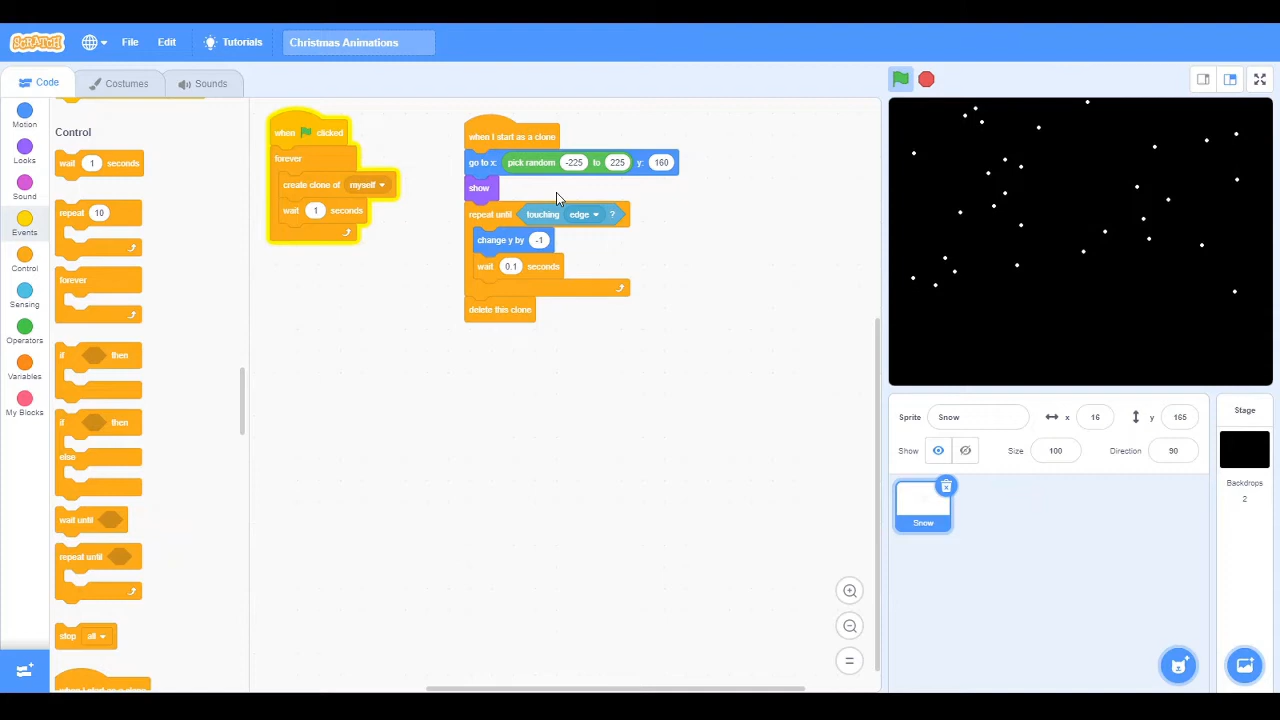 SCRATCH File Edit Tutorials Christmas Animations
Code Costumes Sounds
Motion
Looks
Sound
Events
Control
Sensing
Operators
Variables
My Blocks
Control
wait 1 seconds
repeat 10
forever
if then
if then
else
wait until
repeat until
stop all
when I start as a clone
when clicked
forever
create clone of myself
wait 1 seconds
when I start as a clone
go to x: pick random -225 to 225 y: 160
show
repeat until touching edge ?
change y by -1
wait 0.1 seconds
delete this clone
Sprite Snow x 16 y 165
Show Size 100 Direction 90
Snow
Stage
Backdrops
2